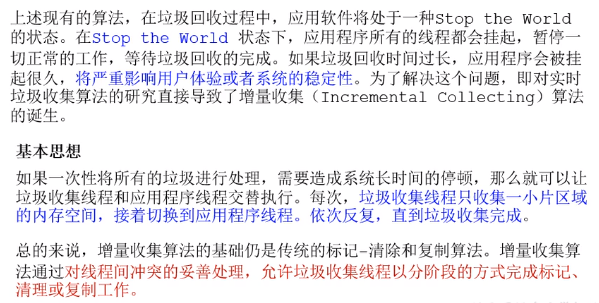 上述现有的算法，在垃圾回收过程中，应用软件将处于一种Stop the World
的状态。在Stop the World 状态下，应用程序所有的线程都会挂起，暂停一
切正常的工作，等待垃圾回收的完成。如果垃圾回收时间过长，应用程序会被挂
起很久，将严重影响用户体验或者系统的稳定性。为了解决这个问题，即对实时
垃圾收集算法的研究直接导致了增量收集（Incremental Collecting）算法
的诞生。
基本思想
如果一次性将所有的垃圾进行处理，需要造成系统长时间的停顿，那么就可以让
垃圾收集线程和应用程序线程交替执行。每次，垃圾收集线程只收集一小片区域
的内存空间，接着切换到应用程序线程。依次反复，直到垃圾收集完成。
总的来说，增量收集算法的基础仍是传统的标记-清除和复制算法。增量收集算
法通过对线程间冲突的妥善处理，允许垃圾收集线程以分阶段的方式完成标记、
清理或复制工作。